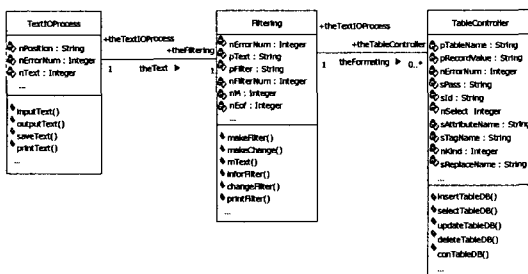 TextIOProcess
nPosition : String
nErrorNum : Integer
nText : Integer
...
inputText()
outputText()
saveText()
printText()
...
+theTextIOProcess
+theFiltering
1
theText
1..
Filtering
nErrorNum : Integer
pText : String
pFilter : String
nFilterNum : Integer
nM : Integer
nEof : Integer
...
makeFilter()
makeChange()
mText()
inforFilter()
changeFilter()
printFilter()
...
+theTextIOProcess
+theTableController
1
theFormating
0..*
TableController
pTableName : String
pRecordValue : String
nErrorNum : Integer
sPass : String
sId : String
nSelect : Integer
sAttributeName : String
sTagName : String
nKind : Integer
sReplaceName : String
...
insertTableDB()
selectTableDB()
updateTableDB()
deleteTableDB()
conTableDB()
...